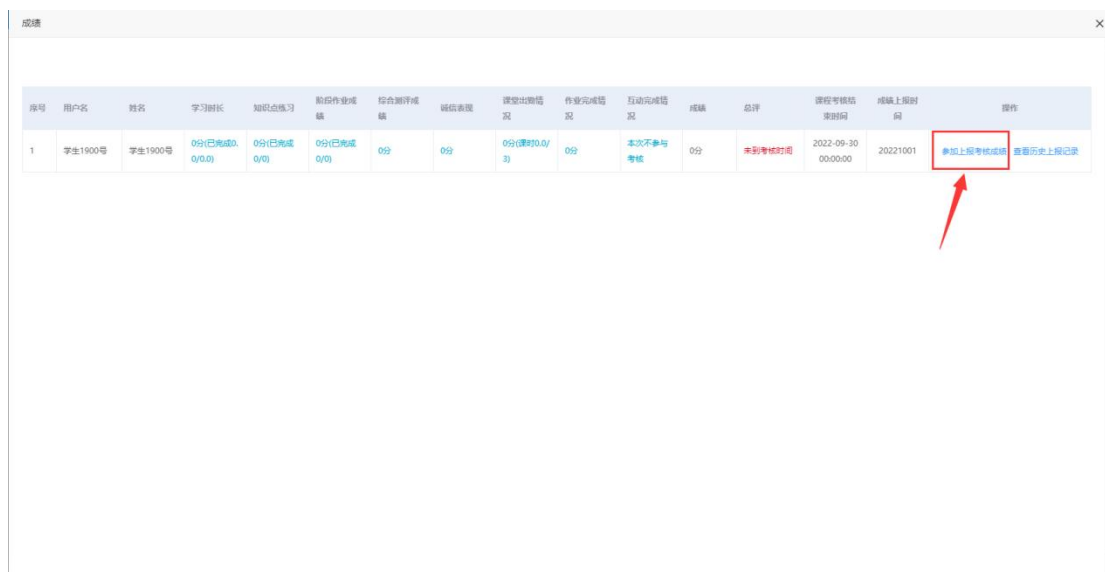 成绩 ×
序号 用户名 姓名 学习时长 知识点练习 阶段作业成绩 综合测评成绩 诚信表现 课堂出勤情况 作业完成情况 互动完成情况 成绩 总评 课程考核结束时间 成绩上报时间 操作
1 学生1900号 学生1900号 0分(已完成0.0/0.0) 0分(已完成0/0) 0分(已完成0/0) 0分 0分 0分(课时0.0/3) 0分 本次不参与考核 0分 未到考核时间 2022-09-30 00:00:00 20221001 参加上报考核成绩 查看历史上报记录